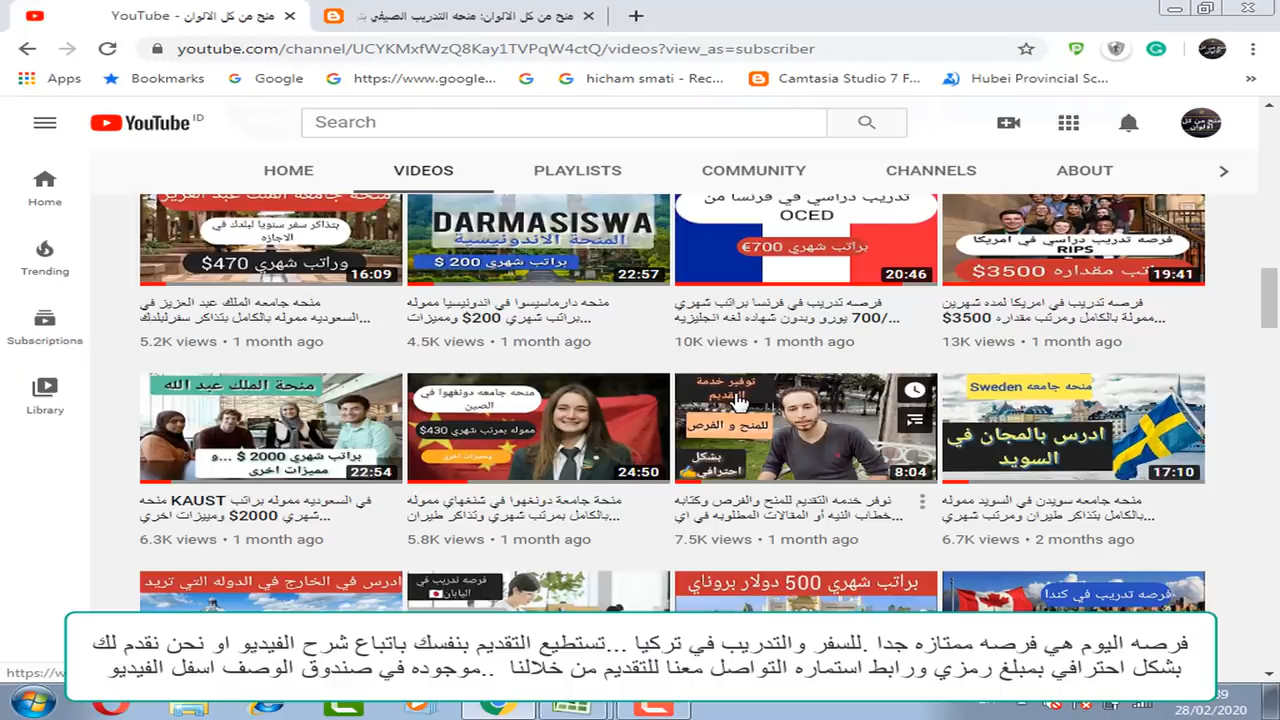 منح من كل الالوان - YouTube
منح من كل الالوان: منحه التدريب الصيفي
youtube.com/channel/UCYKMxfWzQ8Kay1TVPqW4ctQ/videos?view_as=subscriber
Apps Bookmarks Google https://www.google... hicham smati - Rec... Camtasia Studio 7 F... Hubei Provincial Sc...
YouTube ID
Search
HOME VIDEOS PLAYLISTS COMMUNITY CHANNELS ABOUT
Home
Trending
Subscriptions
Library
منحة جامعة الملك عبد العزيز
بتذاكر سفر سنويا لبلدك في
الاجازه
وراتب شهري 470$
16:09
DARMASISWA
المنحة الاندونيسية
براتب شهري 200 $
22:57
تدريب دراسي في فرنسا من
OCED
براتب شهري 700€
20:46
فرصه تدريب دراسي في امريكا
RIPS
راتب مقداره 3500$
19:41
منحه جامعه الملك عبد العزيز في
السعوديه مموله بالكامل بتذاكر سفرلبلدك...
5.2K views • 1 month ago
منحه دارماسيسوا في اندونيسيا مموله
براتب شهري 200$ ومميزات...
4.5K views • 1 month ago
فرصه تدريب في فرنسا براتب شهري
700/ يورو وبدون شهاده لغه انجليزيه...
10K views • 1 month ago
فرصه تدريب في امريكا لمده شهرين
ممولة بالكامل ومرتب مقداره 3500$...
13K views • 1 month ago
منحة الملك عبد الله
براتب شهري 2000 $ ...و
مميزات اخرى
22:54
منحه جامعه دونغهوا في
الصين
مموله بمرتب شهري 430$
ومميزات اخرى
24:50
توفير خدمة
التقديم
للمنح و الفرص
بشكل
احترافي
8:04
منحه جامعه Sweden
ادرس بالمجان في
السويد
17:10
منحه KAUST في السعوديه مموله براتب
شهري 2000$ ومميزات اخري...
6.3K views • 1 month ago
منحة جامعة دونغهوا في شنغهاي مموله
بالكامل بمرتب شهري وتذاكر طيران...
5.8K views • 1 month ago
نوفر خدمه التقديم للمنح والفرص وكتابه
خطاب النيه أو المقالات المطلوبه في اي...
7.5K views • 1 month ago
منحه جامعه سويدن في السويد مموله
بالكامل بتذاكر طيران ومرتب شهري...
6.7K views • 2 months ago
ادرس في الخارج في الدوله التي تريد
فرصه تدريب في
اليابان
براتب شهري 500 دولار بروناي
فرصه تدريب في كندا
فرصه اليوم هي فرصه ممتازه جدا .للسفر والتدريب في تركيا ...تستطيع التقديم بنفسك باتباع شرح الفيديو او نحن نقدم لك
بشكل احترافي بمبلغ رمزي ورابط استماره التواصل معنا للتقديم من خلالنا ..موجوده في صندوق الوصف اسفل الفيديو
https://w
39
28/02/2020